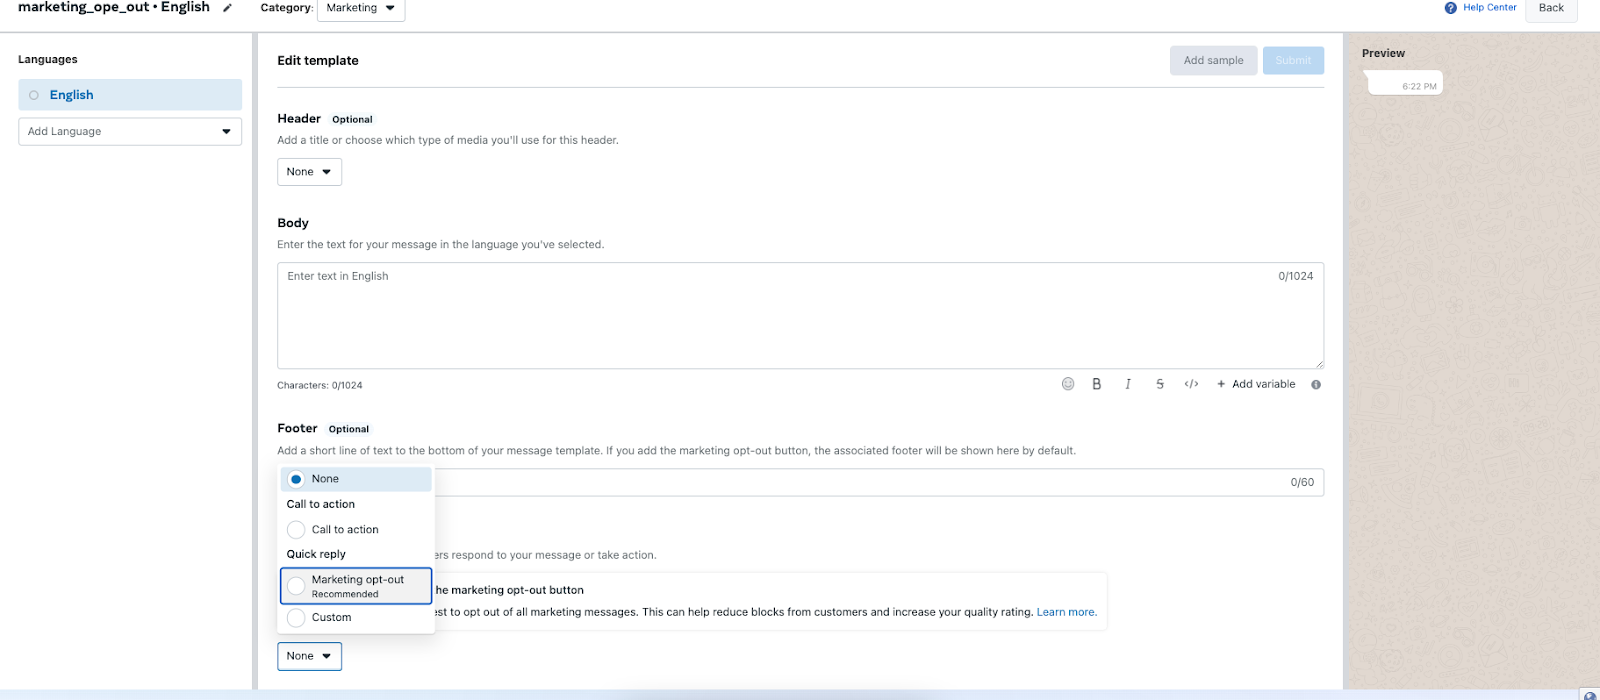 marketing_ope_out • English
Category: Marketing
Help Center
Back
Languages
English
Add Language
Edit template
Add sample
Submit
Header Optional
Add a title or choose which type of media you'll use for this header.
None
Body
Enter the text for your message in the language you've selected.
Enter text in English
0/1024
Characters: 0/1024
B I S </> + Add variable
Footer Optional
Add a short line of text to the bottom of your message template. If you add the marketing opt-out button, the associated footer will be shown here by default.
0/60
None
Call to action
Call to action
Quick reply
Marketing opt-out
Recommended
Custom
respond to your message or take action.
the marketing opt-out button
to opt out of all marketing messages. This can help reduce blocks from customers and increase your quality rating. Learn more.
None
Preview
6:22 PM